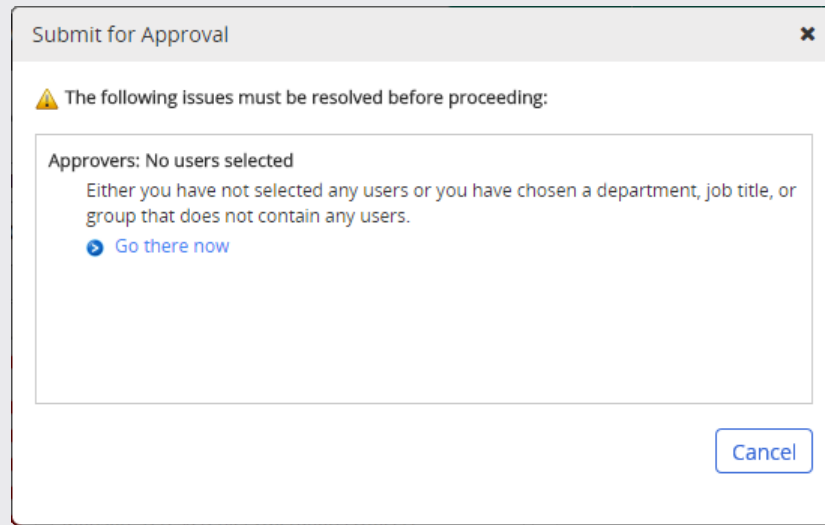 Submit for Approval
The following issues must be resolved before proceeding:
Approvers: No users selected
Either you have not selected any users or you have chosen a department, job title, or
group that does not contain any users.
Go there now
Cancel